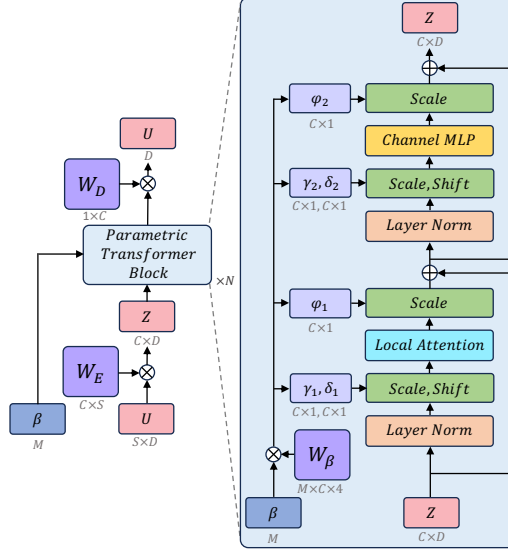 U
D
W_D
1×C
Parametric
Transformer
Block
×N
Z
C×D
W_E
C×S
β
M
U
S×D
Z
C×D
φ₂
C×1
Scale
Channel MLP
γ₂, δ₂
C×1, C×1
Scale, Shift
Layer Norm
φ₁
C×1
Scale
Local Attention
γ₁, δ₁
C×1, C×1
Scale, Shift
Layer Norm
W_β
M×C×4
β
M
Z
C×D